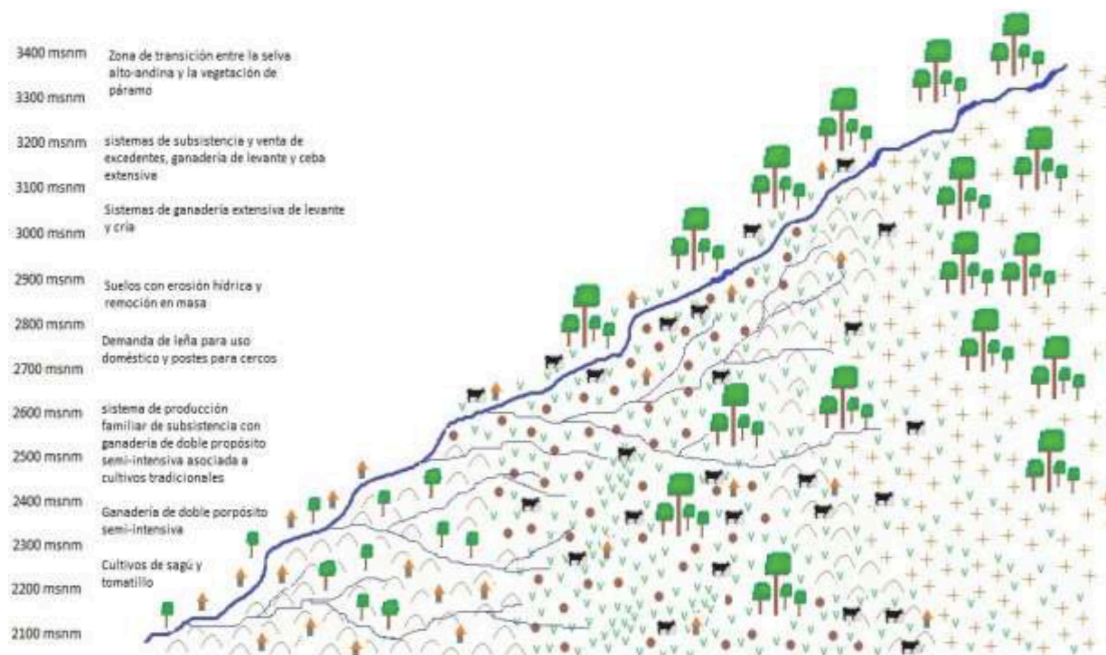 3400 msnm
Zona de transición entre la selva
alto-andina y la vegetación de
páramo
3300 msnm
3200 msnm
sistemas de subsistencia y venta de
excedentes, ganadería de levante y ceba
extensiva
3100 msnm
Sistemas de ganadería extensiva de levante
y cría
3000 msnm
2900 msnm
Suelos con erosión hídrica y
remoción en masa
2800 msnm
Demanda de leña para uso
doméstico y postes para cercos
2700 msnm
2600 msnm
sistema de producción
familiar de subsistencia con
ganadería de doble propósito
semi-intensiva asociada a
cultivos tradicionales
2500 msnm
2400 msnm
Ganadería de doble porpósito
semi-intensiva
2300 msnm
Cultivos de sagú y
tomatillo
2200 msnm
2100 msnm